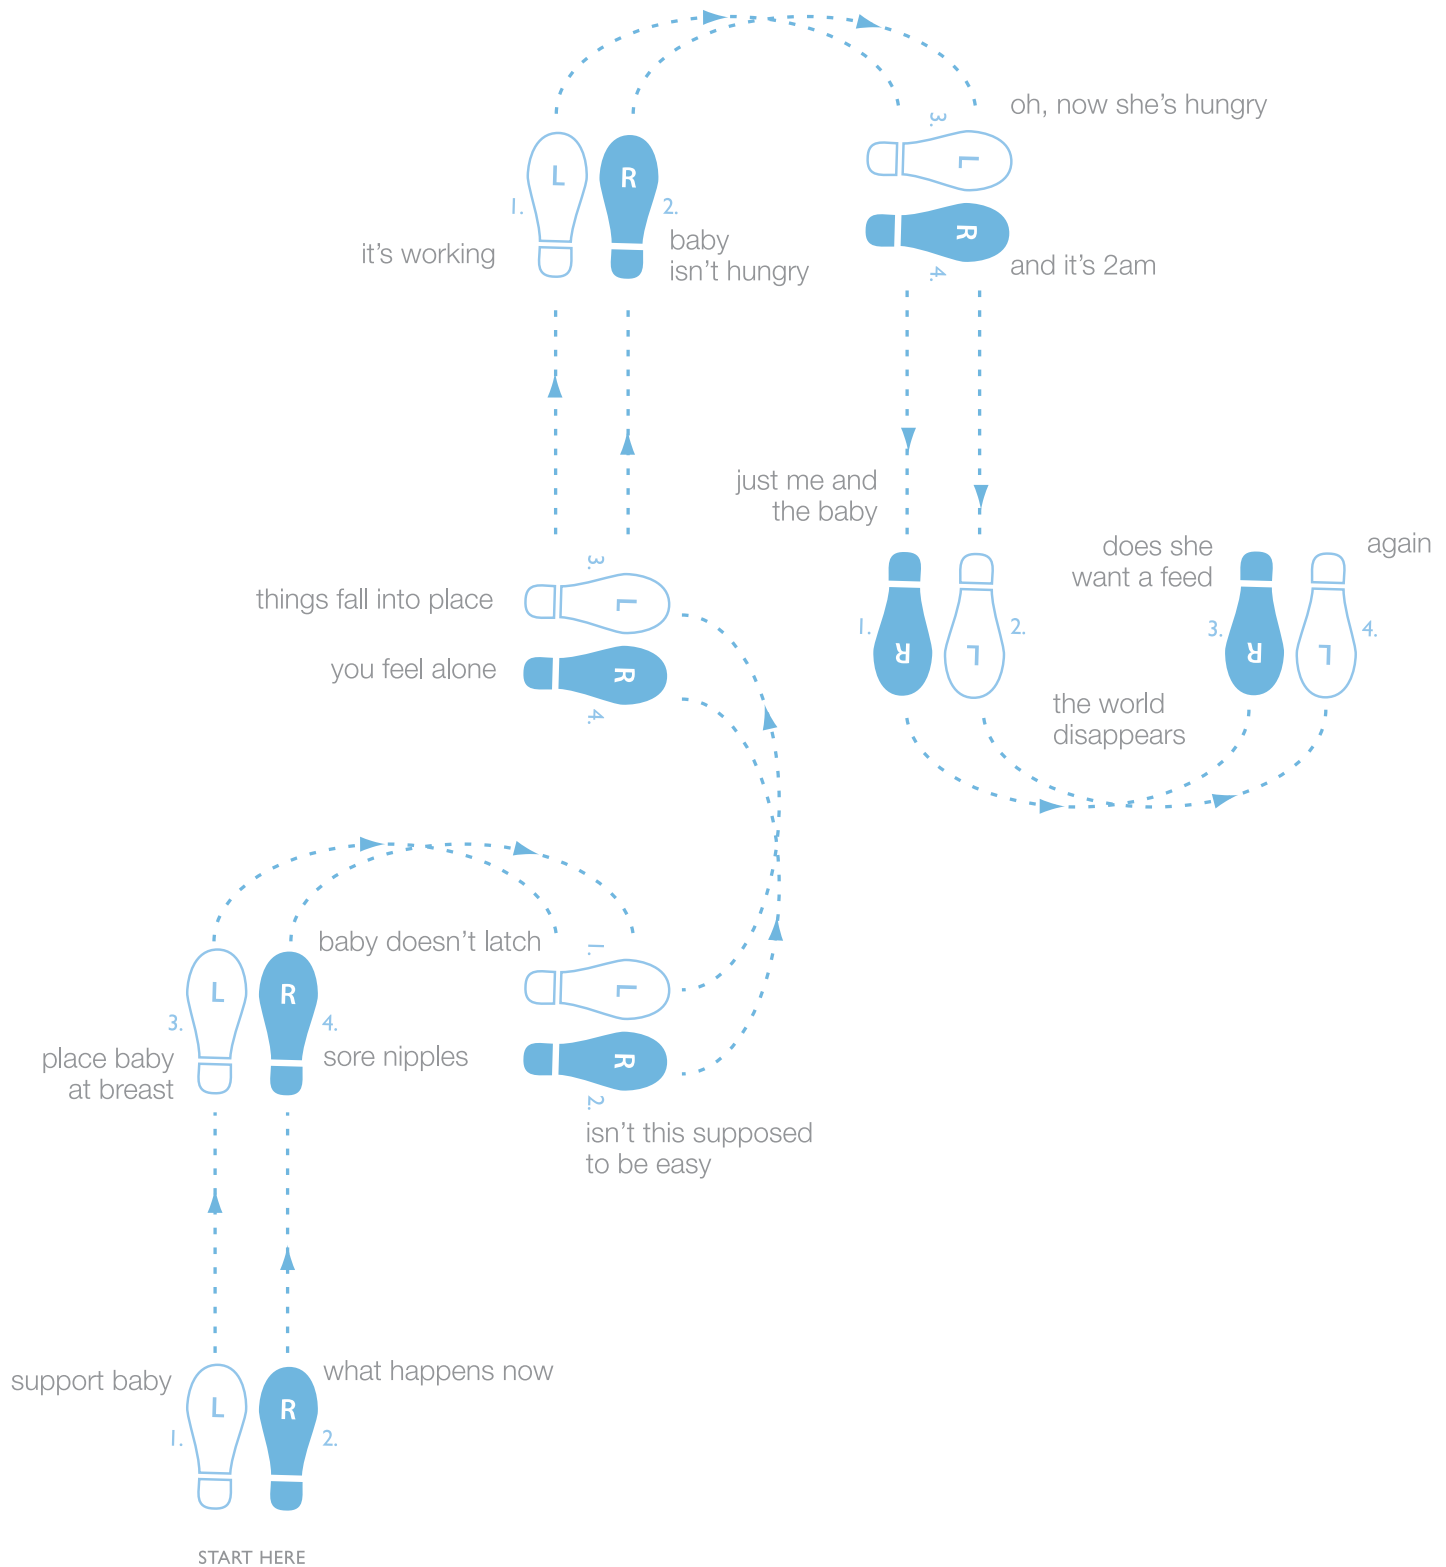 oh, now she's hungry
3.
L
R
L
R
1.
2.
it's working
baby
isn't hungry
4.
and it's 2am
just me and
the baby
does she
want a feed
again
3.
things fall into place
L
1.
R
L
2.
3.
R
L
4.
you feel alone
R
4.
the world
disappears
baby doesn't latch
1.
L
R
L
3.
4.
place baby
at breast
sore nipples
R
2.
isn't this supposed
to be easy
support baby
what happens now
L
R
1.
2.
START HERE